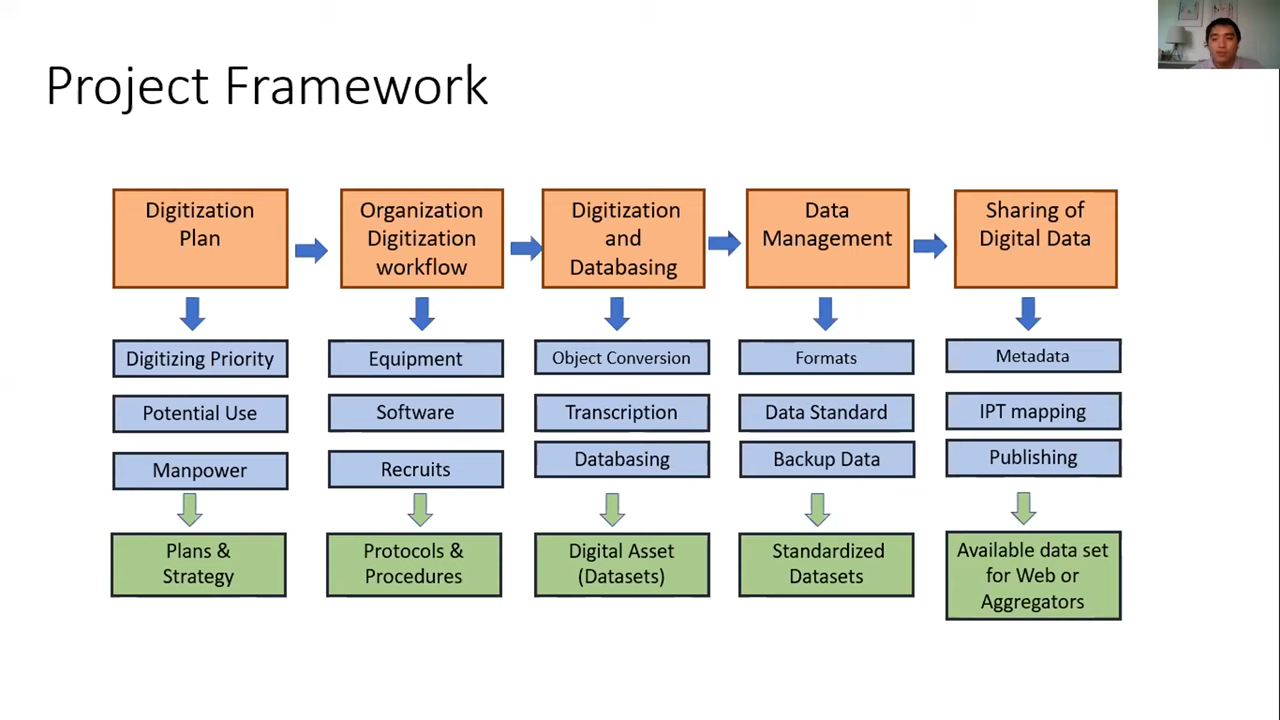 Project Framework
Digitization
Plan
Organization
Digitization
workflow
Digitization
and
Databasing
Data
Management
Sharing of
Digital Data
Digitizing Priority
Equipment
Object Conversion
Formats
Metadata
Potential Use
Software
Transcription
Data Standard
IPT mapping
Manpower
Recruits
Databasing
Backup Data
Publishing
Plans &
Strategy
Protocols &
Procedures
Digital Asset
(Datasets)
Standardized
Datasets
Available data set
for Web or
Aggregators